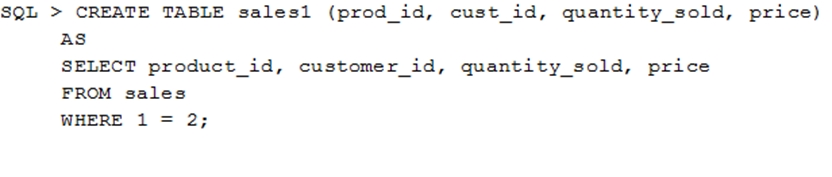 SQL > CREATE TABLE sales1 (prod_id, cust_id, quantity_sold, price)
AS
SELECT product_id, customer_id, quantity_sold, price
FROM sales
WHERE 1 = 2;